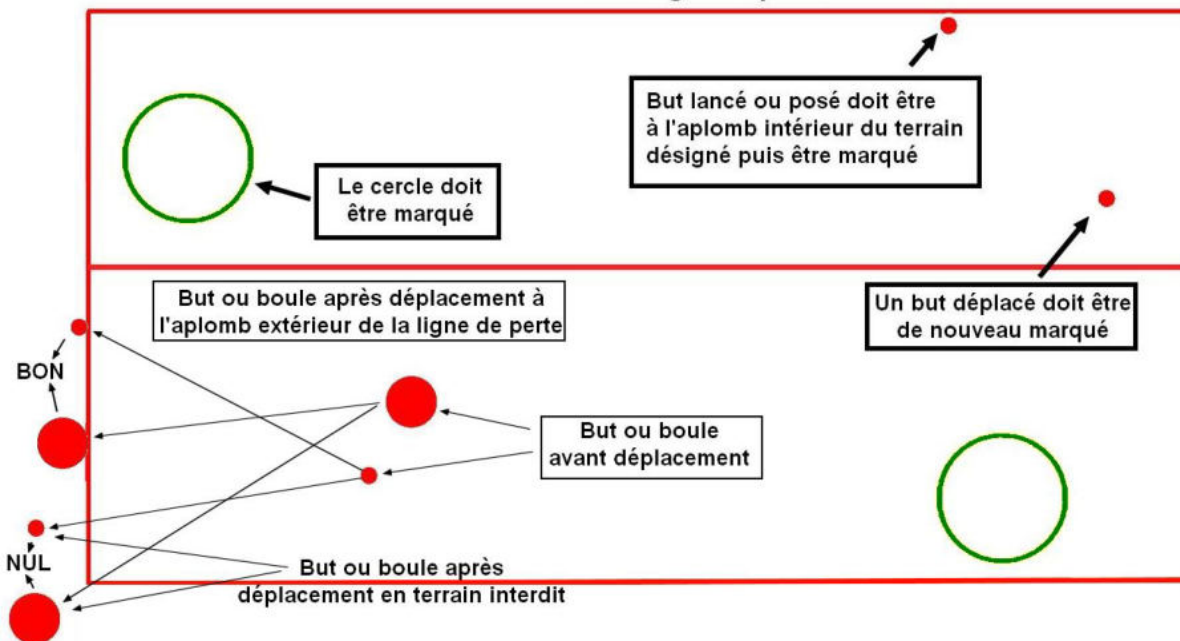 But lancé ou posé doit être
à l'aplomb intérieur du terrain
désigné puis être marqué
Le cercle doit
être marqué
But ou boule après déplacement à
l'aplomb extérieur de la ligne de perte
Un but déplacé doit être
de nouveau marqué
BON
But ou boule
avant déplacement
NUL
But ou boule après
déplacement en terrain interdit